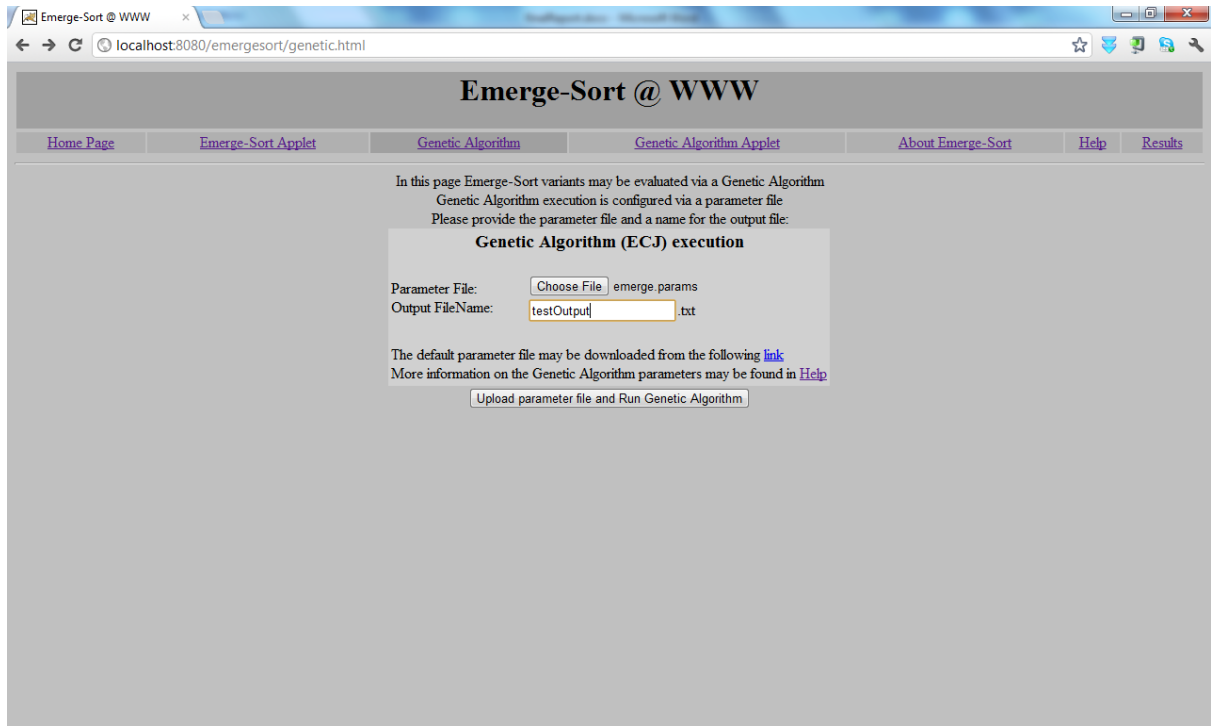 Emerge-Sort @ WWW
localhost:8080/emergesort/genetic.html
Emerge-Sort @ WWW
Home Page Emerge-Sort Applet Genetic Algorithm Genetic Algorithm Applet About Emerge-Sort Help Results
In this page Emerge-Sort variants may be evaluated via a Genetic Algorithm
Genetic Algorithm execution is configured via a parameter file
Please provide the parameter file and a name for the output file:
Genetic Algorithm (ECJ) execution
Parameter File: Choose File emerge.params
Output FileName: testOutput .txt
The default parameter file may be downloaded from the following link
More information on the Genetic Algorithm parameters may be found in Help
Upload parameter file and Run Genetic Algorithm